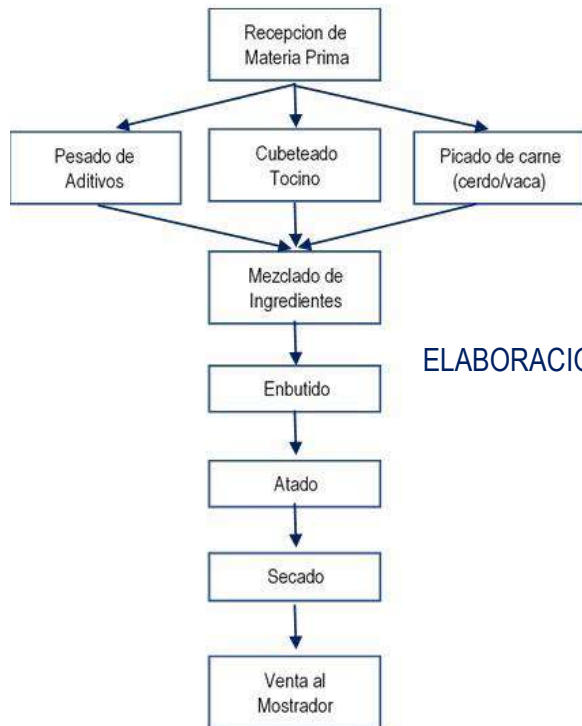 Recepcion de
Materia Prima
Pesado de
Aditivos
Cubeteado
Tocino
Picado de carne
(cerdo/vaca)
Mezclado de
Ingredientes
ELABORACIO
Enbutido
Atado
Secado
Venta al
Mostrador